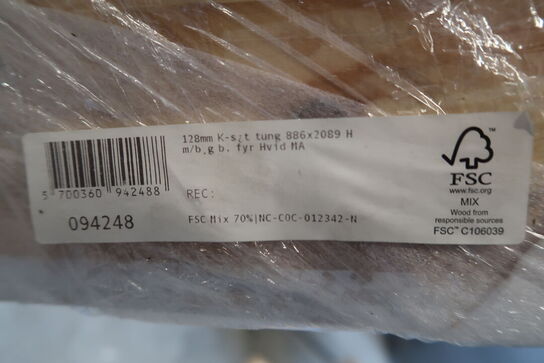 128mm K-s;t tung 886x2089 H
m/b.g b. fyr Hvid MA
5 700360 942488
REC:
094248
FSC Mix 70%|NC-COC-012342-N
FSC
www.fsc.org
MIX
Wood from
responsible sources
FSC™ C106039